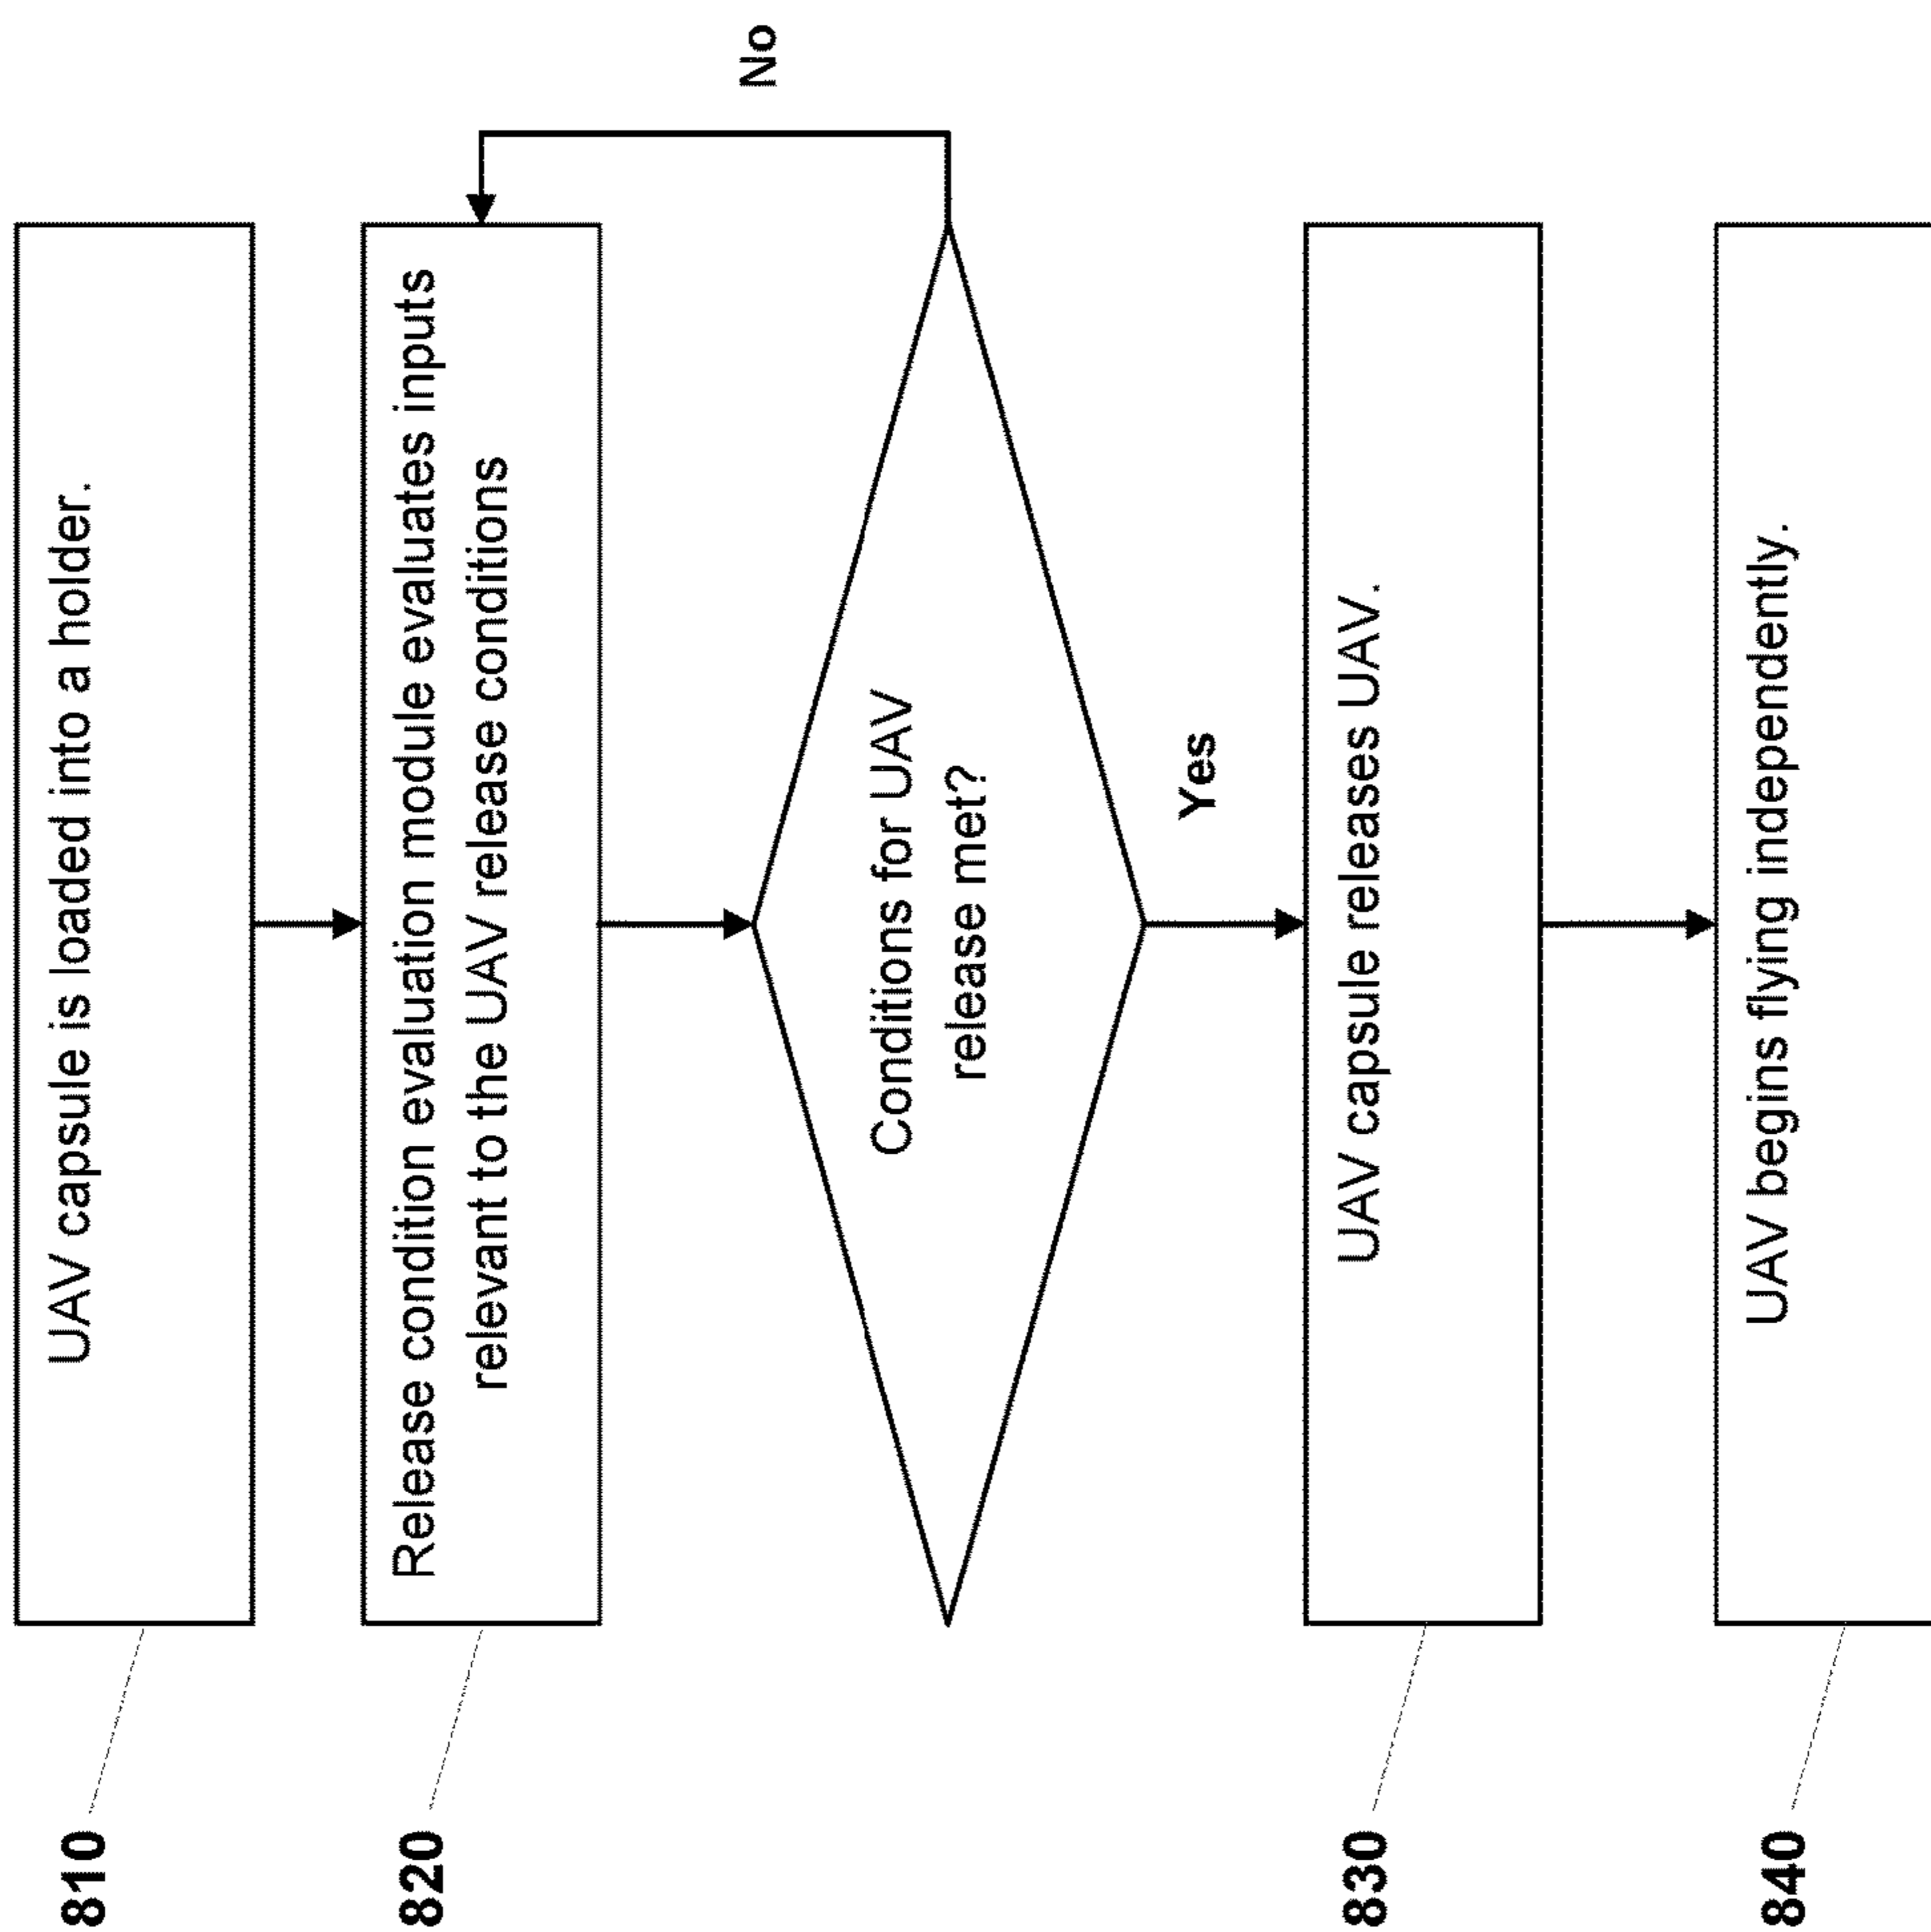 810
UAV capsule is loaded into a holder.
820
Release condition evaluation module evaluates inputs
relevant to the UAV release conditions
Conditions for UAV
release met?
No
Yes
830
UAV capsule releases UAV.
840
UAV begins flying independently.